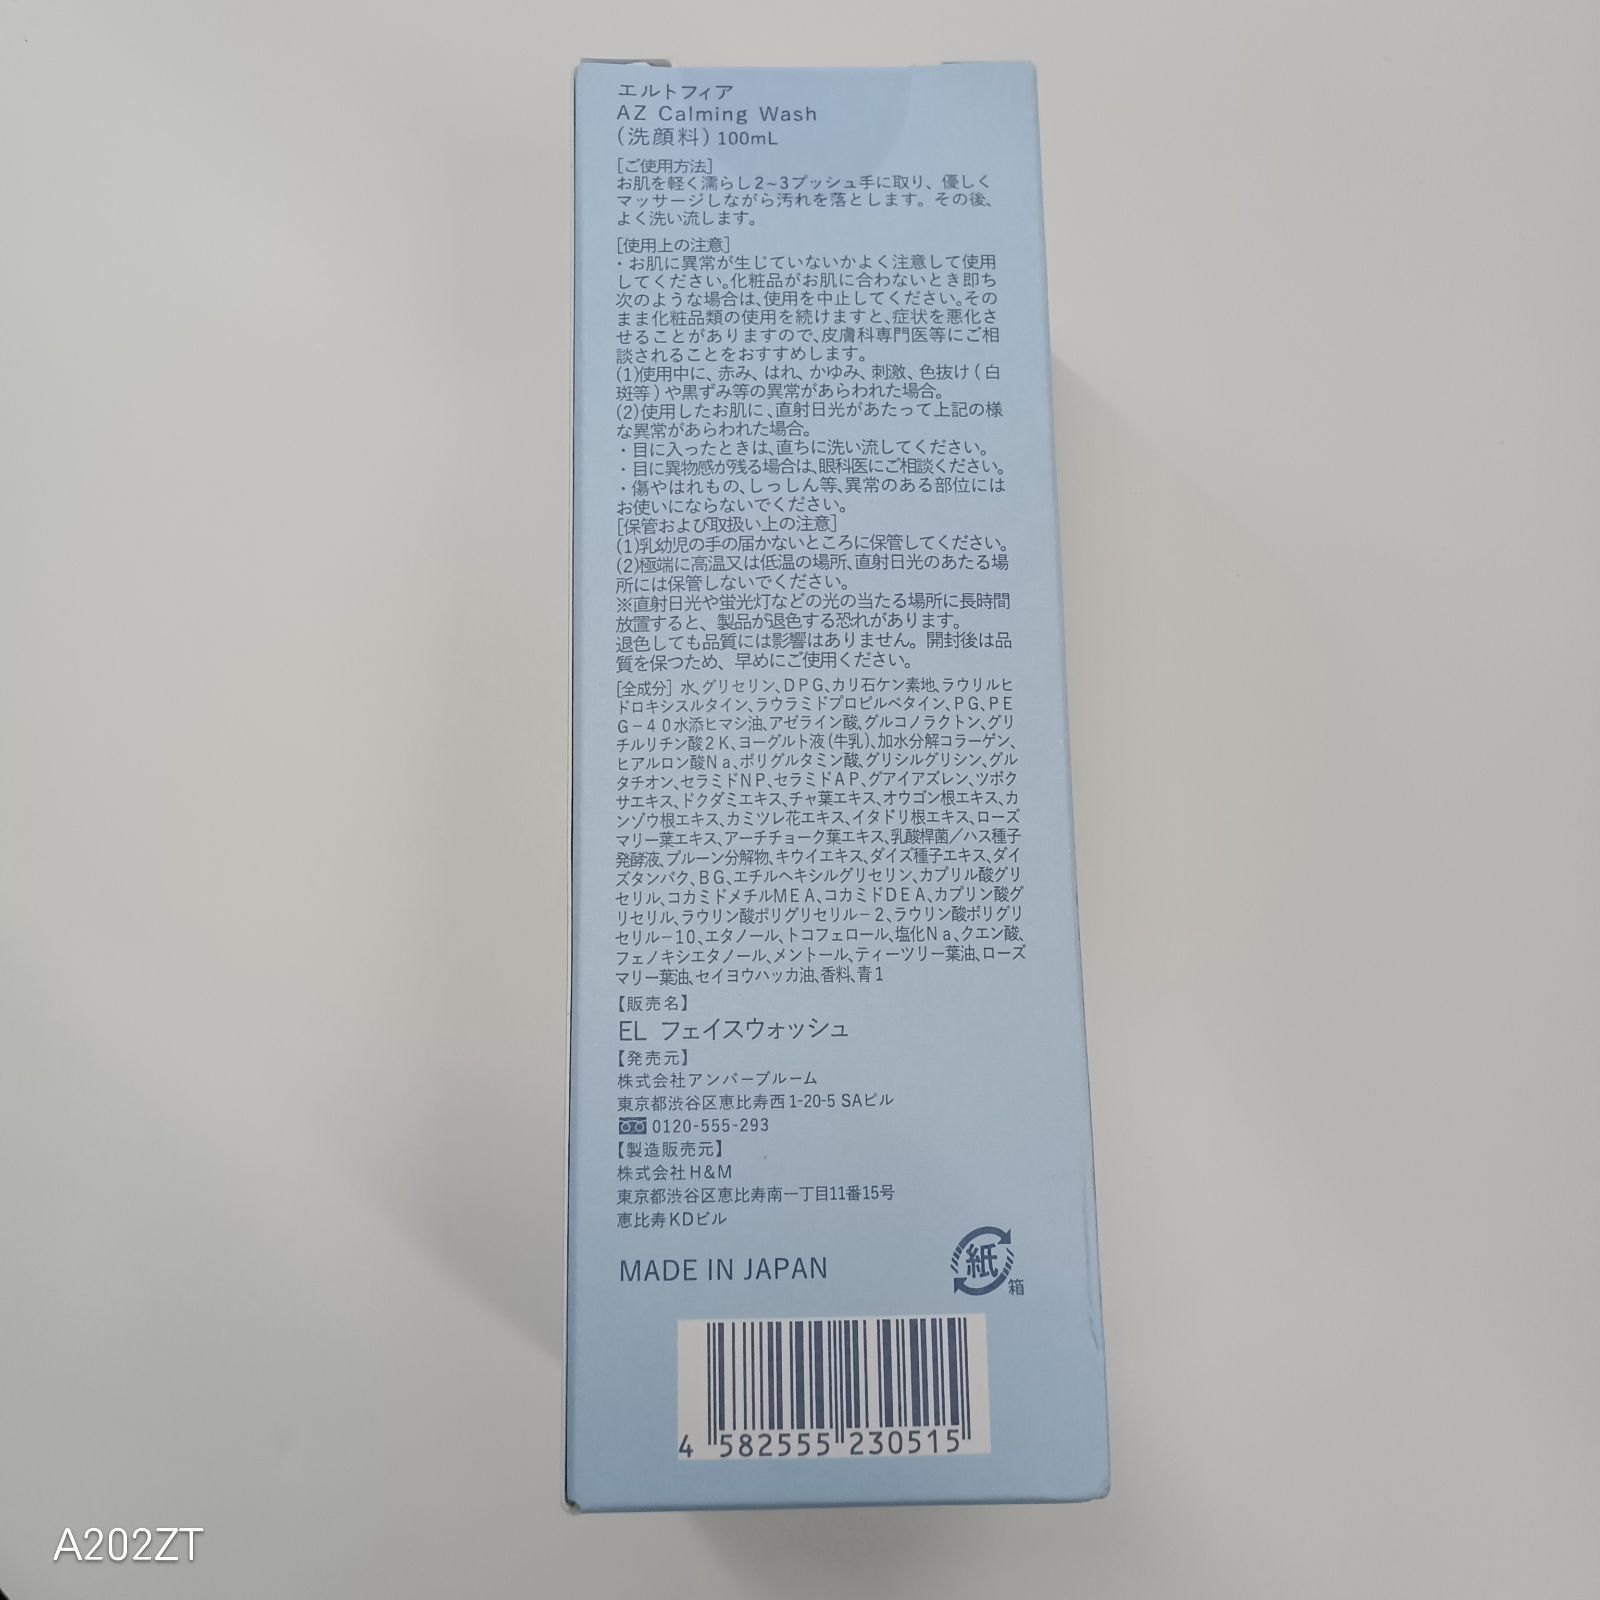 エルトフィア
AZ Calming Wash
(洗顔料) 100mL
[ご使用方法]
お肌を軽く濡らし2~3プッシュ手に取り、優しく
マッサージしながら汚れを落とします。その後、
よく洗い流します。
[使用上の注意]
・お肌に異常が生じていないかよく注意して使用
してください。化粧品がお肌に合わないとき即ち
次のような場合は、使用を中止してください。その
まま化粧品類の使用を続けますと、症状を悪化さ
せることがありますので、皮膚科専門医等にご相
談されることをおすすめします。
(1)使用中に、赤み、はれ、かゆみ、刺激、色抜け(白
斑等)や黒ずみ等の異常があらわれた場合。
(2)使用したお肌に、直射日光があたって上記の様
な異常があらわれた場合。
・目に入ったときは、直ちに洗い流してください。
・目に異物感が残る場合は、眼科医にご相談ください。
・傷やはれもの、しっしん等、異常のある部位には
お使いにならないでください。
[保管および取扱い上の注意]
(1)乳幼児の手の届かないところに保管してください。
(2)極端に高温又は低温の場所、直射日光のあたる場
所には保管しないでください。
※直射日光や蛍光灯などの光の当たる場所に長時間
放置すると、製品が退色する恐れがあります。
退色しても品質には影響はありません。開封後は品
質を保つため、早めにご使用ください。
[全成分] 水、グリセリン、DPG、カリ石ケン素地、ラウリルヒ
ドロキシスルタイン、ラウラミドプロピルベタイン、PG、PE
G-40水添ヒマシ油、アゼライン酸、グルコノラクトン、グリ
チルリチン酸2K、ヨーグルト液(牛乳)、加水分解コラーゲン、
ヒアルロン酸Na、ポリグルタミン酸、グリシルグリシン、グル
タチオン、セラミドNP、セラミドAP、グアイアズレン、ツボク
サエキス、ドクダミエキス、チャ葉エキス、オウゴン根エキス、カ
ンゾウ根エキス、カミツレ花エキス、イタドリ根エキス、ローズ
マリー葉エキス、アーチチョーク葉エキス、乳酸桿菌/ハス種子
発酵液、プルーン分解物、キウイエキス、ダイズ種子エキス、ダイ
ズタンパク、BG、エチルヘキシルグリセリン、カプリル酸グリ
セリル、コカミドメチルMEA、コカミドDEA、カプリン酸グ
リセリル、ラウリン酸ポリグリセリル-2、ラウリン酸ポリグリ
セリル-10、エタノール、トコフェロール、塩化Na、クエン酸、
フェノキシエタノール、メントール、ティーツリー葉油、ローズ
マリー葉油、セイヨウハッカ油、香料、青1
【販売名】
EL フェイスウォッシュ
【発売元】
株式会社アンバーブルーム
東京都渋谷区恵比寿西1-20-5 SAビル
0120-555-293
【製造販売元】
株式会社H&M
東京都渋谷区恵比寿南一丁目11番15号
恵比寿KDビル
MADE IN JAPAN
紙
箱
4 582555 230515
A202ZT